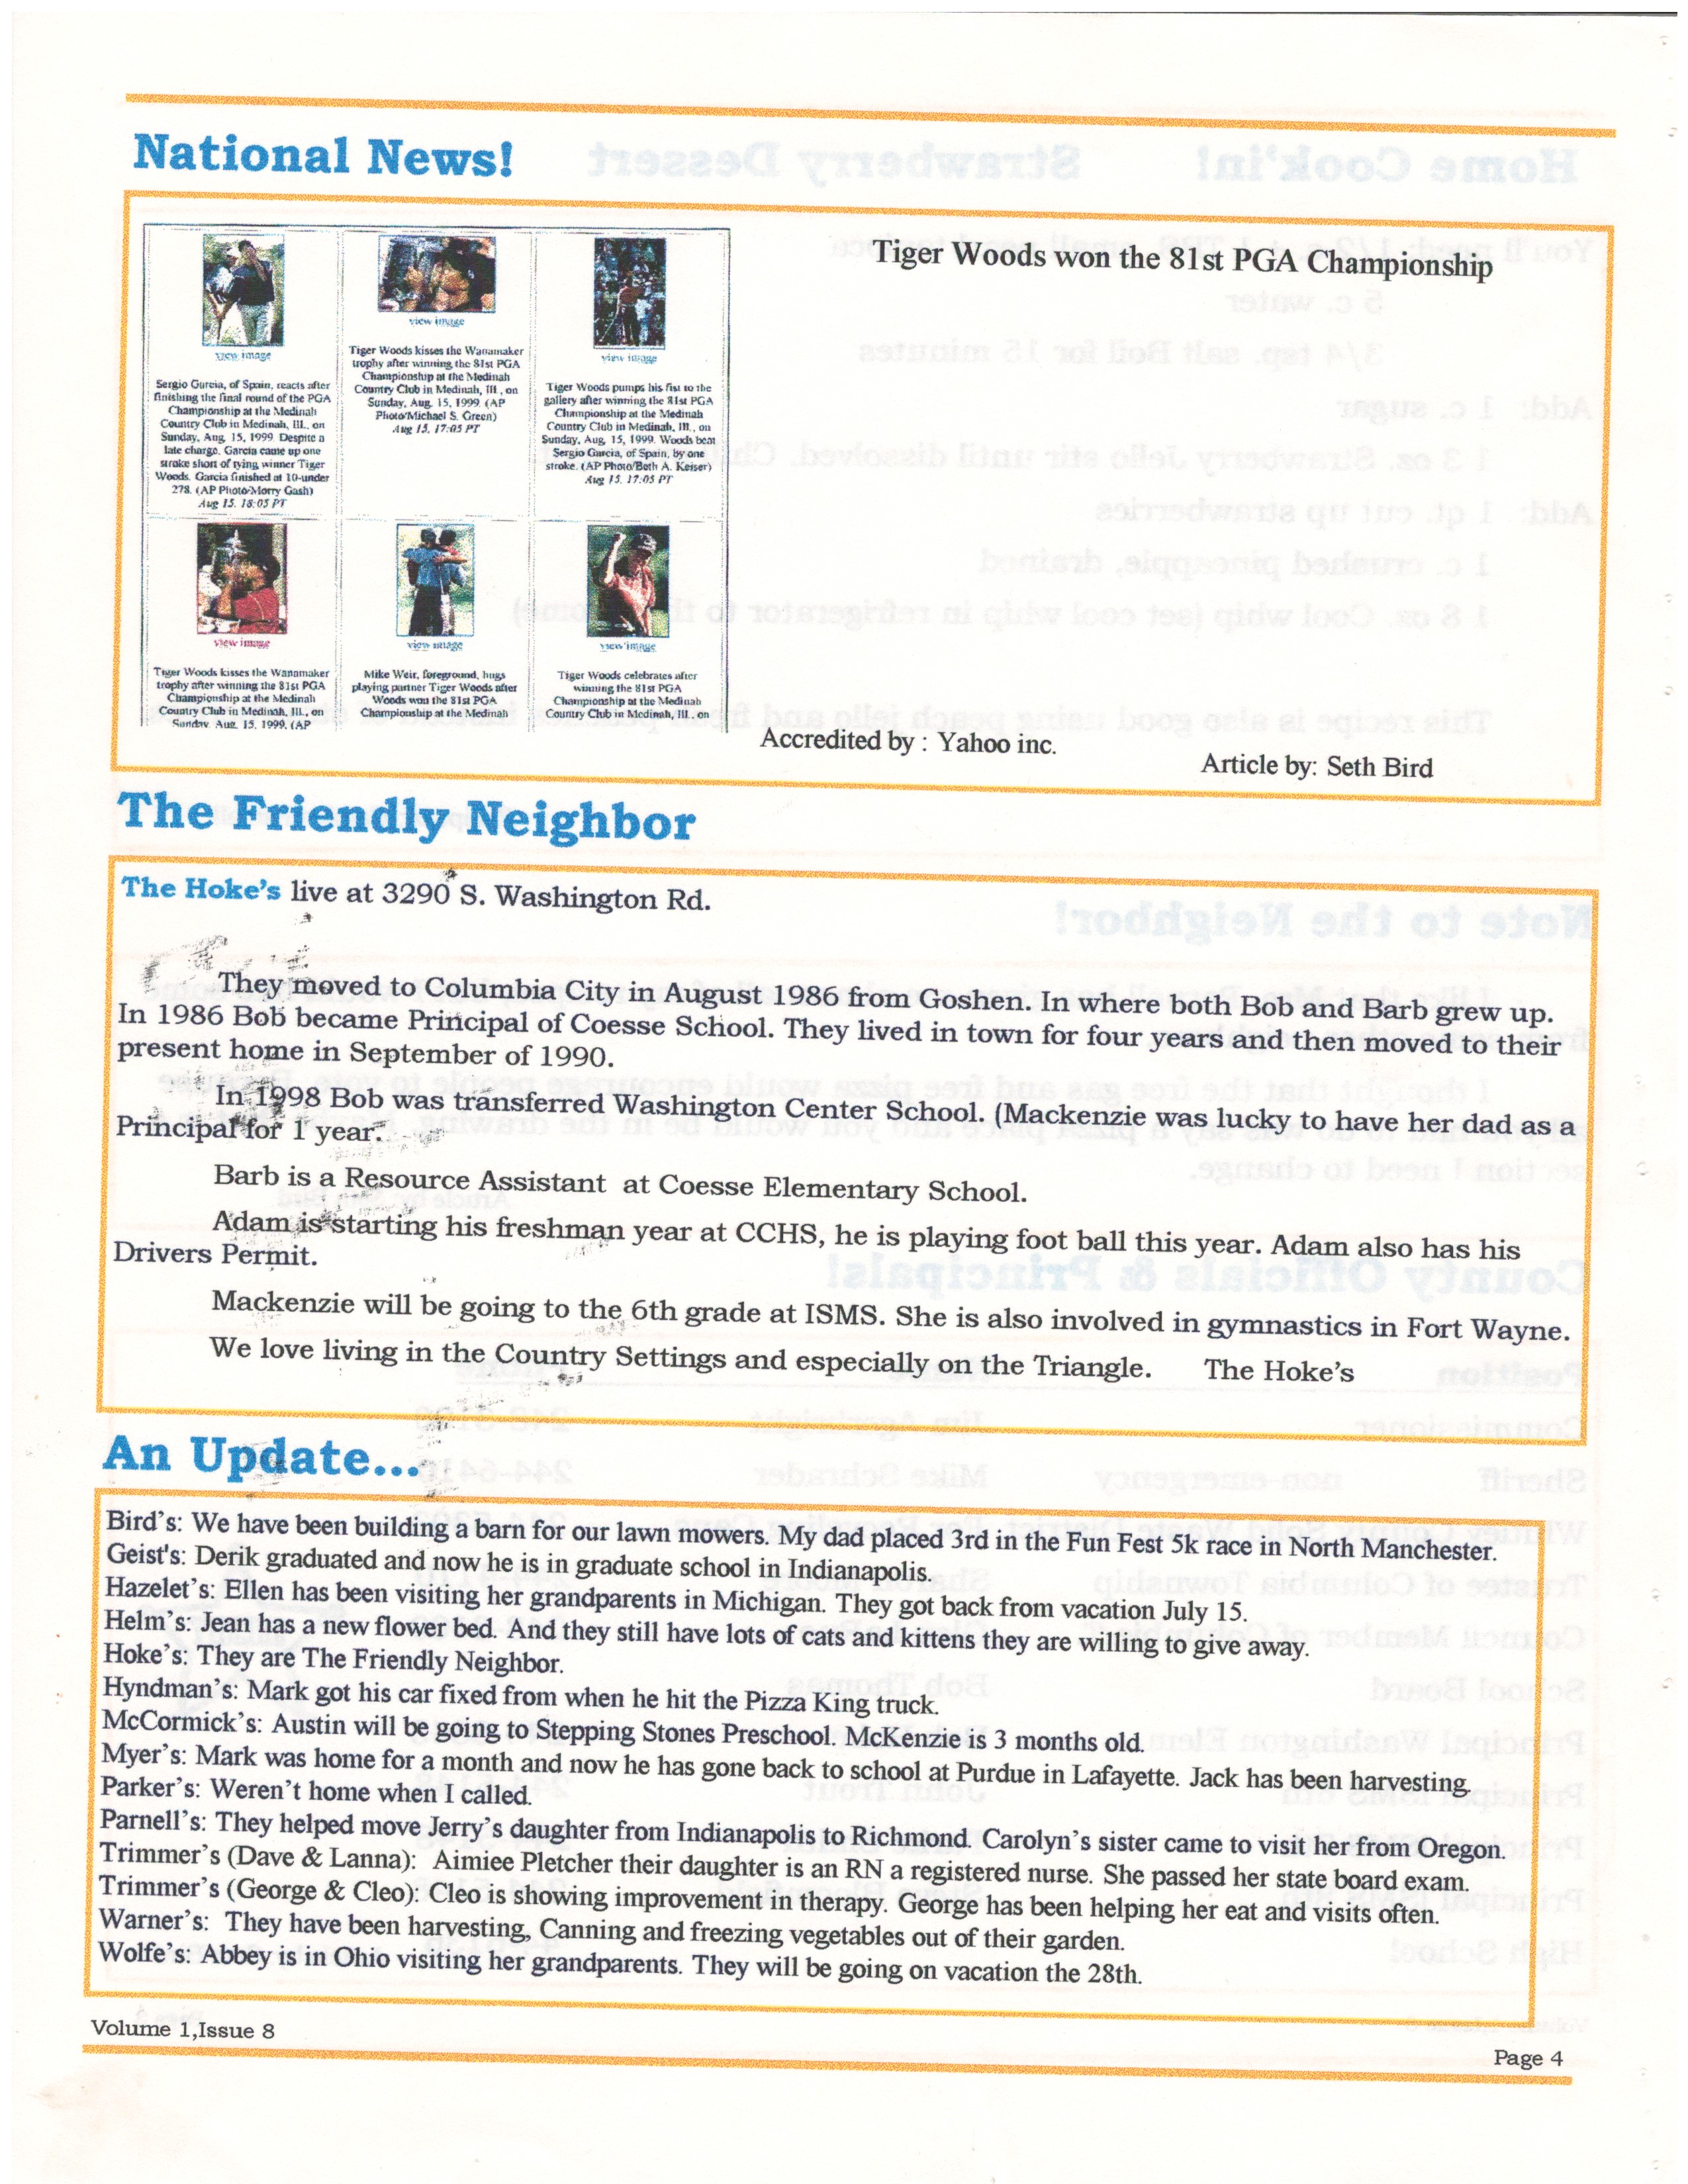 National News!
Tiger Woods won the 81st PGA Championship
view image
Sergio Garcia, of Spain, reacts after
finishing the final round of the PGA
Championship at the Medinah
Country Club in Medinah, Ill., on
Sunday, Aug. 15, 1999. Despite a
late charge, Garcia came up one
stroke short of tying winner Tiger
Woods. Garcia finished at 10-under
278. (AP Photo/Morry Gash)
Aug 15, 18:05 PT
view image
Tiger Woods kisses the Wanamaker
trophy after winning the 81st PGA
Championship at the Medinah
Country Club in Medinah, Ill., on
Sunday, Aug. 15, 1999. (AP
Photo/Michael S. Green)
Aug 15, 17:05 PT
view image
Tiger Woods pumps his fist to the
gallery after winning the 81st PGA
Championship at the Medinah
Country Club in Medinah, Ill., on
Sunday, Aug. 15, 1999. Woods beat
Sergio Garcia, of Spain, by one
stroke. (AP Photo/Beth A. Keiser)
Aug 15, 17:05 PT
view image
Tiger Woods kisses the Wanamaker
trophy after winning the 81st PGA
Championship at the Medinah
Country Club in Medinah, Ill., on
Sunday, Aug. 15, 1999. (AP
view image
Mike Weir, foreground, hugs
playing partner Tiger Woods after
Woods won the 81st PGA
Championship at the Medinah
view image
Tiger Woods celebrates after
winning the 81st PGA
Championship at the Medinah
Country Club in Medinah, Ill., on
Accredited by : Yahoo inc.
Article by: Seth Bird
The Friendly Neighbor
The Hoke's live at 3290 S. Washington Rd.
They moved to Columbia City in August 1986 from Goshen. In where both Bob and Barb grew up.
In 1986 Bob became Principal of Coesse School. They lived in town for four years and then moved to their
present home in September of 1990.
In 1998 Bob was transferred Washington Center School. (Mackenzie was lucky to have her dad as a
Principal for 1 year.
Barb is a Resource Assistant at Coesse Elementary School.
Adam is starting his freshman year at CCHS, he is playing foot ball this year. Adam also has his
Drivers Permit.
Mackenzie will be going to the 6th grade at ISMS. She is also involved in gymnastics in Fort Wayne.
We love living in the Country Settings and especially on the Triangle. The Hoke's
An Update...
Bird's: We have been building a barn for our lawn mowers. My dad placed 3rd in the Fun Fest 5k race in North Manchester.
Geist's: Derik graduated and now he is in graduate school in Indianapolis.
Hazelet's: Ellen has been visiting her grandparents in Michigan. They got back from vacation July 15.
Helm's: Jean has a new flower bed. And they still have lots of cats and kittens they are willing to give away.
Hoke's: They are The Friendly Neighbor.
Hyndman's: Mark got his car fixed from when he hit the Pizza King truck.
McCormick's: Austin will be going to Stepping Stones Preschool. McKenzie is 3 months old.
Myer's: Mark was home for a month and now he has gone back to school at Purdue in Lafayette. Jack has been harvesting.
Parker's: Weren't home when I called.
Parnell's: They helped move Jerry's daughter from Indianapolis to Richmond. Carolyn's sister came to visit her from Oregon.
Trimmer's (Dave & Lanna): Aimiee Pletcher their daughter is an RN a registered nurse. She passed her state board exam.
Trimmer's (George & Cleo): Cleo is showing improvement in therapy. George has been helping her eat and visits often.
Warner's: They have been harvesting, Canning and freezing vegetables out of their garden.
Wolfe's: Abbey is in Ohio visiting her grandparents. They will be going on vacation the 28th.
Volume 1,Issue 8
Page 4